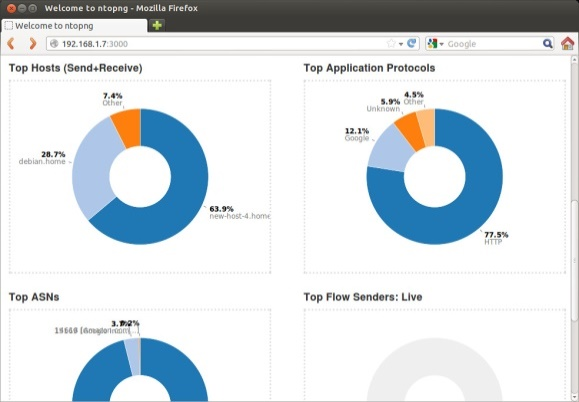 Welcome to ntopng - Mozilla Firefox
Welcome to ntopng
192.168.1.7:3000
Google
Top Hosts (Send+Receive)
7.4%
Other
28.7%
debian.home
63.9%
new-host-4.home
Top Application Protocols
4.5%
Other
5.9%
Unknown
12.1%
Google
77.5%
HTTP
Top ASNs
Top Flow Senders: Live